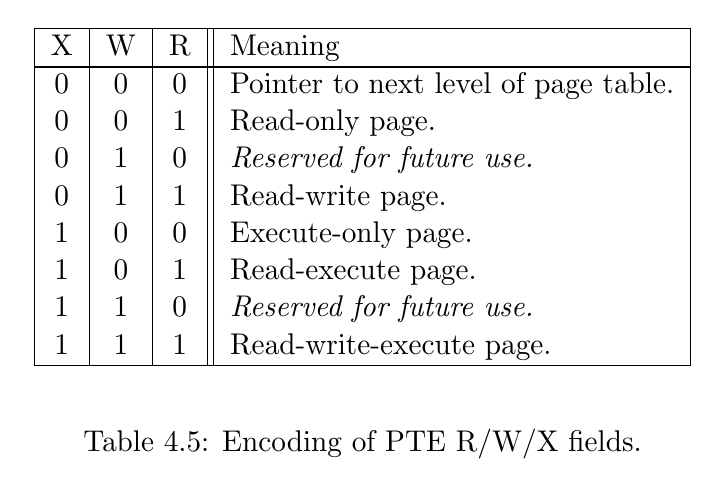 X W R Meaning
0 0 0 Pointer to next level of page table.
0 0 1 Read-only page.
0 1 0 Reserved for future use.
0 1 1 Read-write page.
1 0 0 Execute-only page.
1 0 1 Read-execute page.
1 1 0 Reserved for future use.
1 1 1 Read-write-execute page.
Table 4.5: Encoding of PTE R/W/X fields.